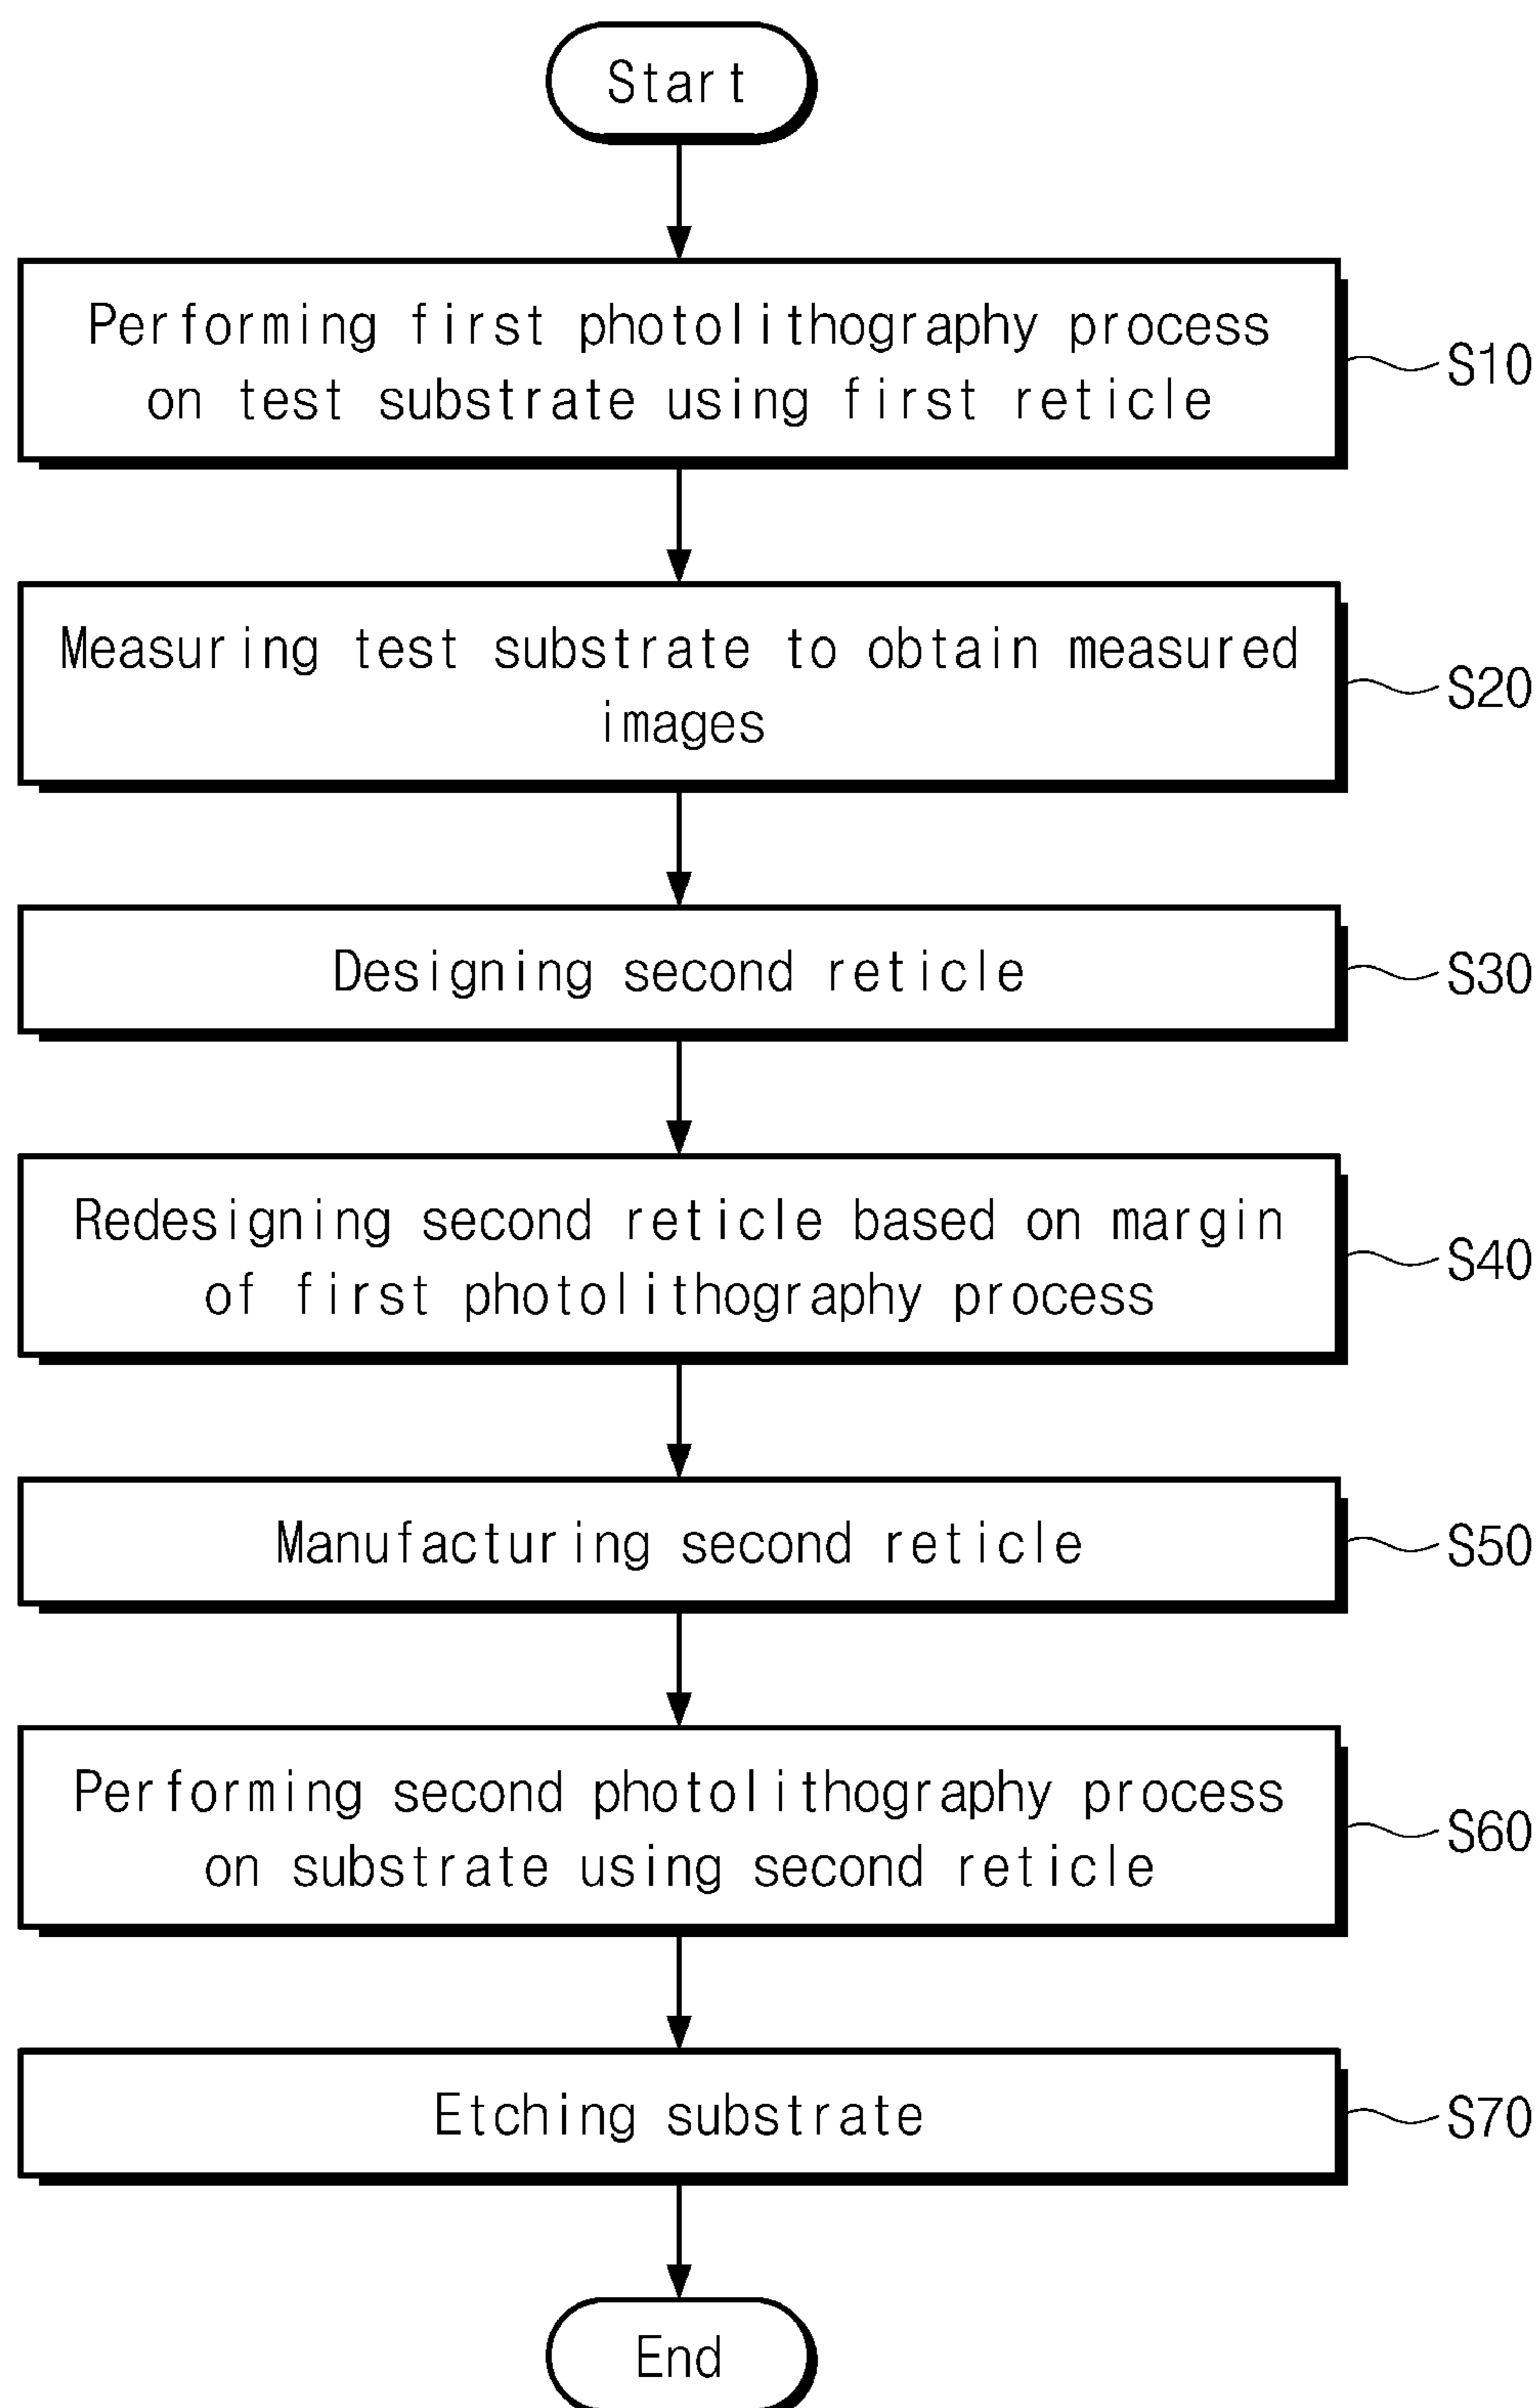 Start
Performing first photolithography process
on test substrate using first reticle
S10
Measuring test substrate to obtain measured
images
S20
Designing second reticle
S30
Redesigning second reticle based on margin
of first photolithography process
S40
Manufacturing second reticle
S50
Performing second photolithography process
on substrate using second reticle
S60
Etching substrate
S70
End